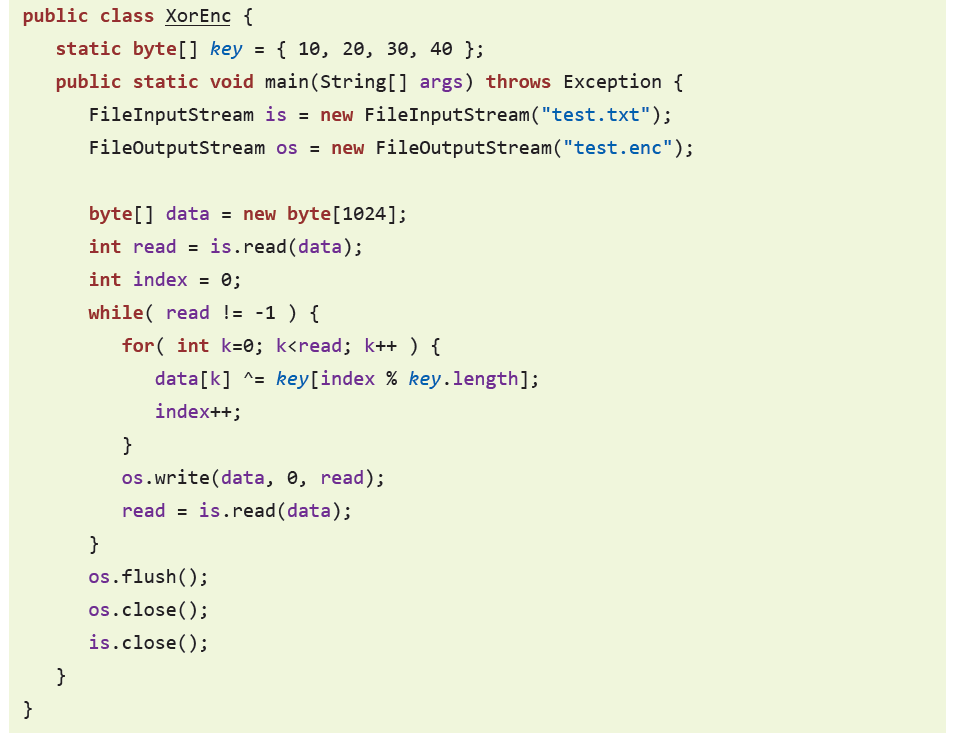 public class XorEnc {
   static byte[] key = { 10, 20, 30, 40 };
   public static void main(String[] args) throws Exception {
      FileInputStream is = new FileInputStream("test.txt");
      FileOutputStream os = new FileOutputStream("test.enc");

      byte[] data = new byte[1024];
      int read = is.read(data);
      int index = 0;
      while( read != -1 ) {
         for( int k=0; k<read; k++ ) {
            data[k] ^= key[index % key.length];
            index++;
         }
         os.write(data, 0, read);
         read = is.read(data);
      }
      os.flush();
      os.close();
      is.close();
   }
}